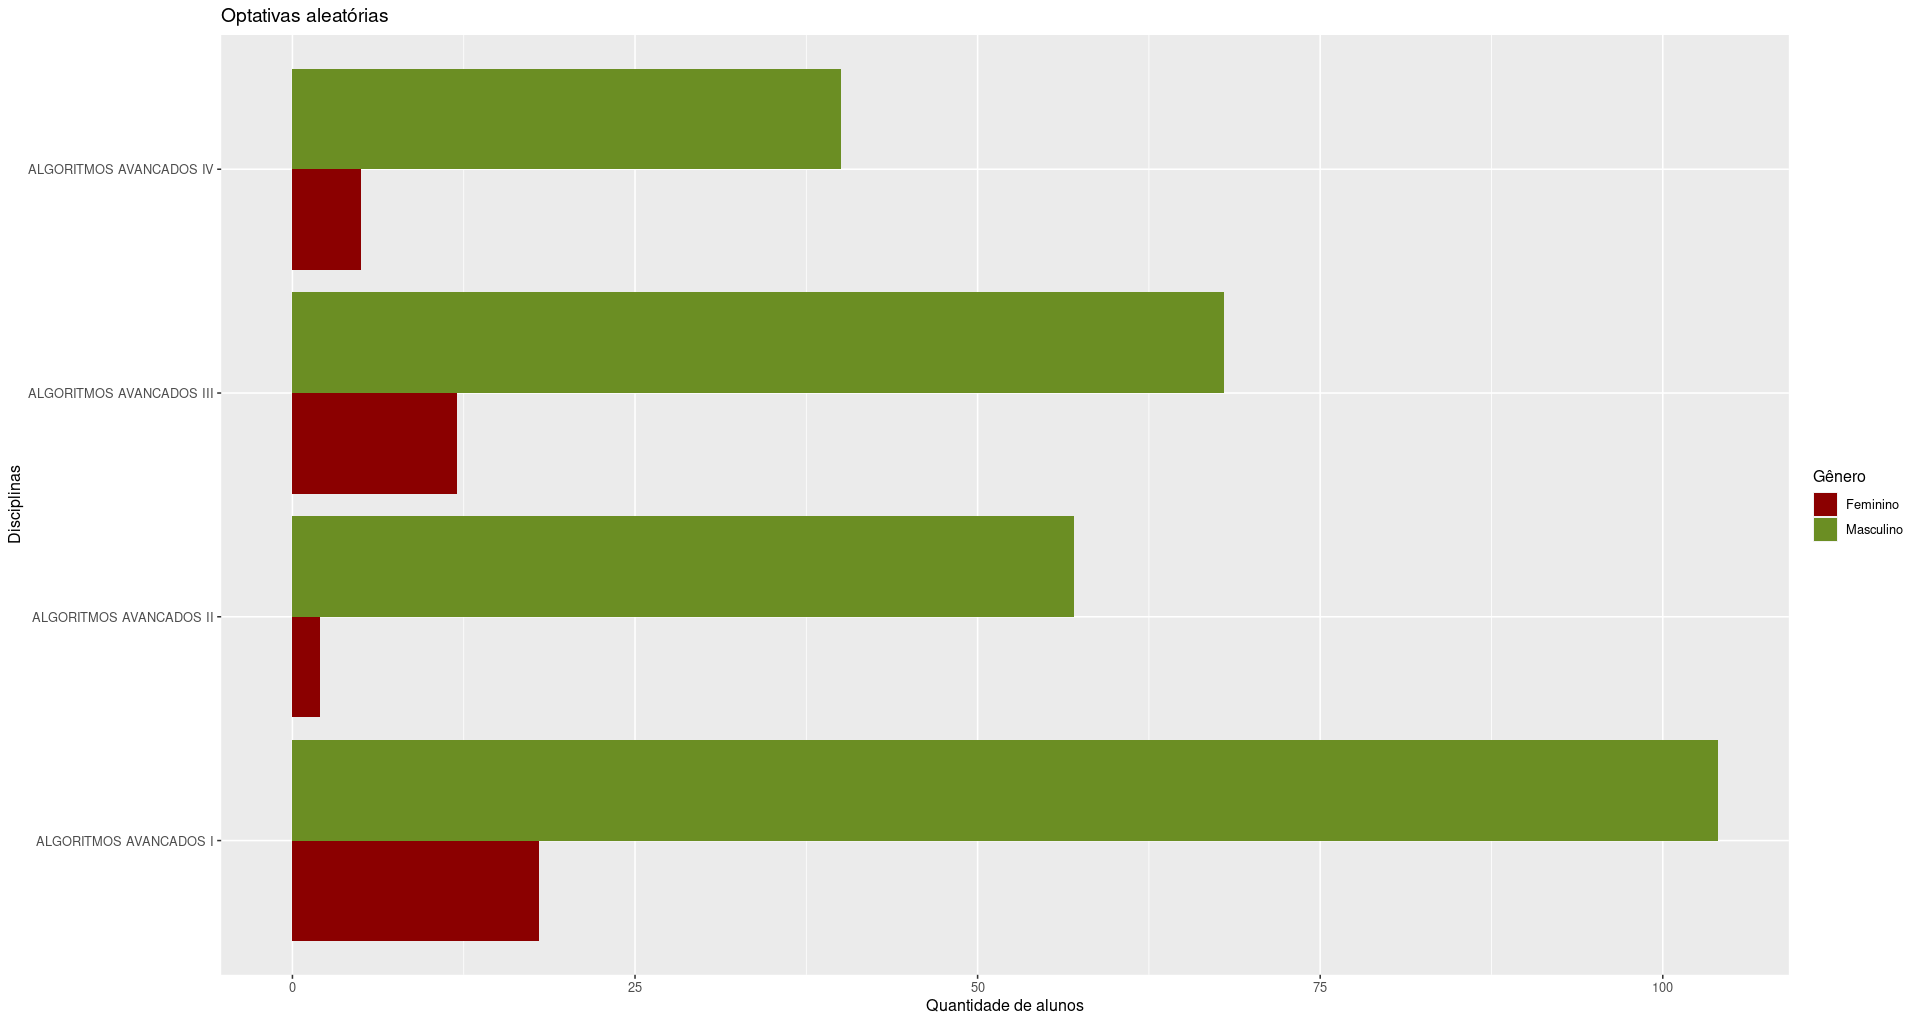 Optativas aleatórias
ALGORITMOS AVANCADOS IV
ALGORITMOS AVANCADOS III
ALGORITMOS AVANCADOS II
ALGORITMOS AVANCADOS I
Disciplinas
0 25 50 75 100
Quantidade de alunos
Gênero
Feminino
Masculino